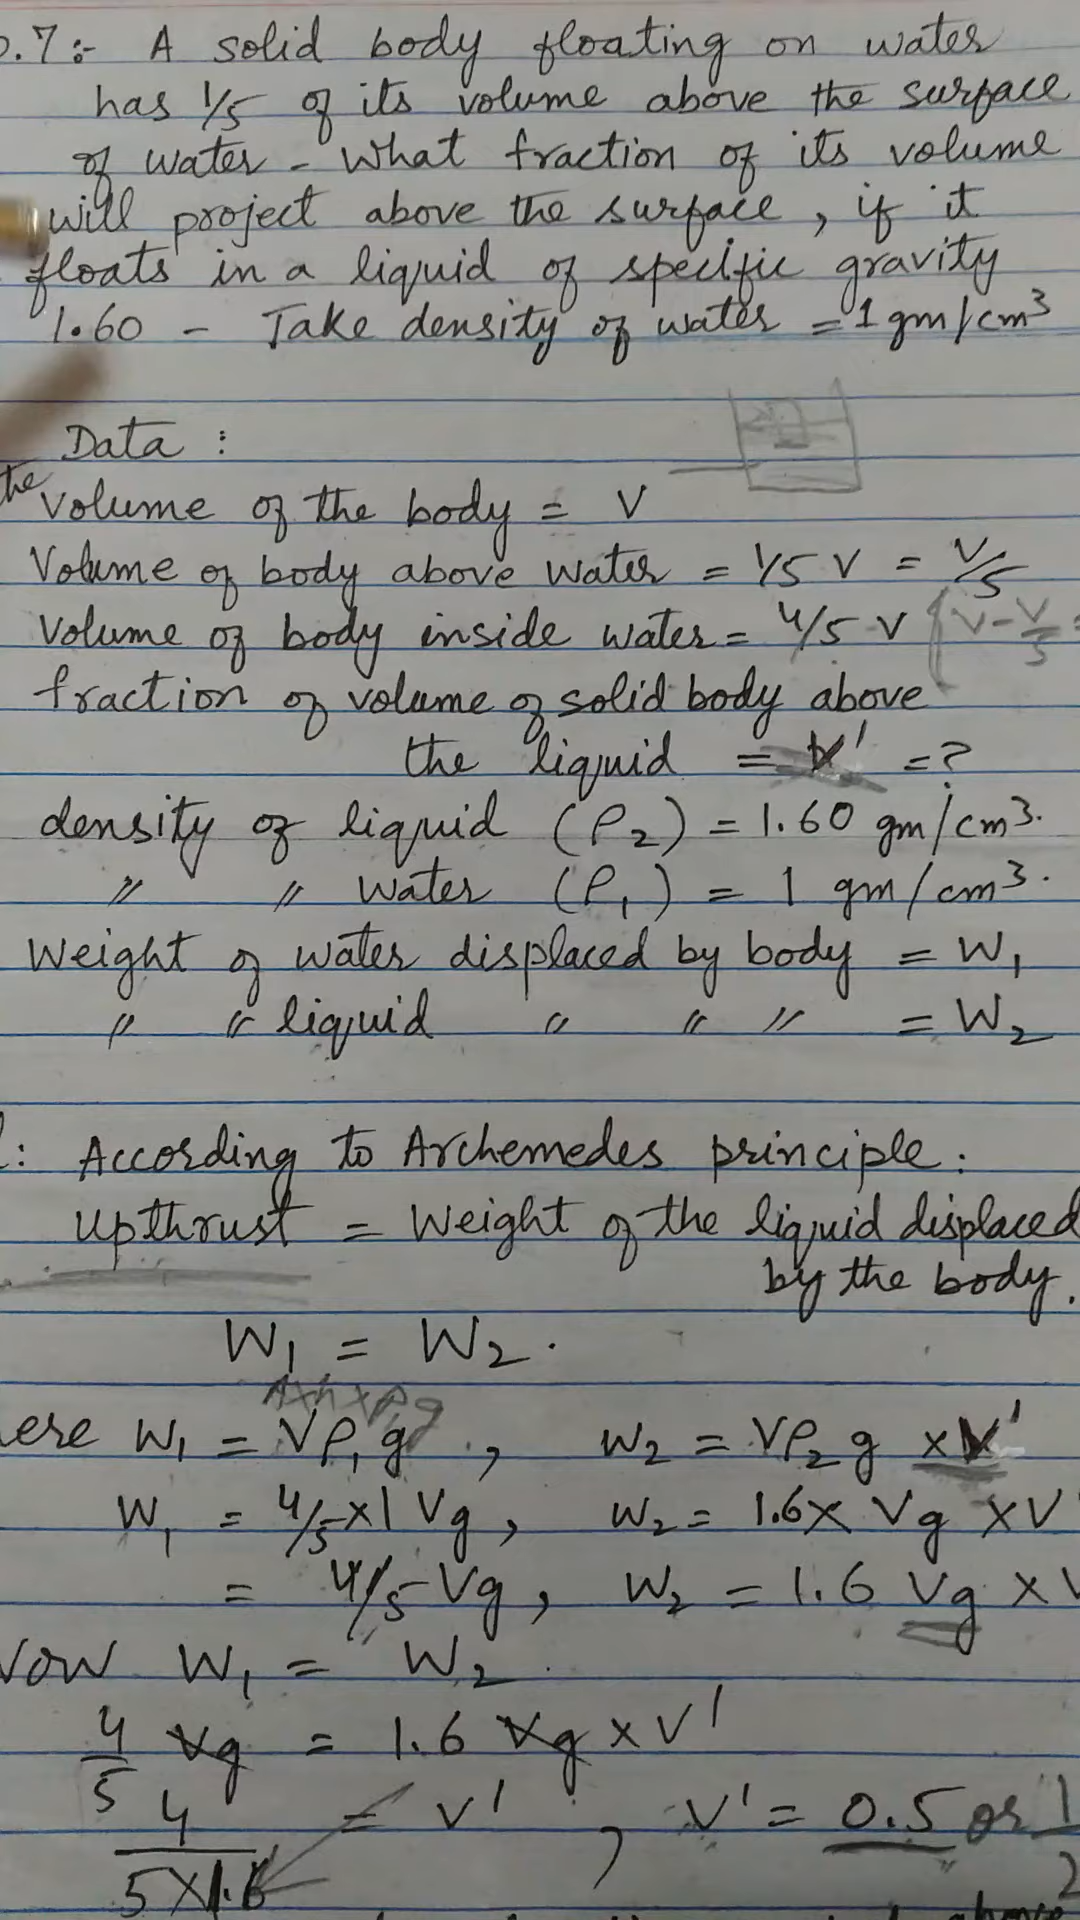 .7:- A solid body floating on water
has 1/5 of its volume above the surface
of water - What fraction of its volume
will project above the surface, if it
floats in a liquid of specific gravity
1.60 - Take density of water = 1 gm/cm³
Data :
the
Volume of the body = V
Volume of body above water = 1/5 V = V/5
Volume of body inside water = 4/5 V { V - V/5 =
fraction of volume of solid body above
the liquid = V' = ?
density of liquid (ρ₂) = 1.60 gm/cm³.
〃 〃 water (ρ₁) = 1 gm/cm³.
Weight of water displaced by body = W₁
〃 〃 liquid 〃 〃 〃 = W₂
: According to Archemedes principle:
Upthrust = Weight of the liquid displaced
by the body.
W₁ = W₂.
A×h×ρg
ere W₁ = Vρ₁g , W₂ = Vρ₂g × V'
W₁ = 4/5 × 1 Vg , W₂ = 1.6 × Vg × V'
= 4/5 Vg , W₂ = 1.6 Vg × V
Now W₁ = W₂.
4/5 Vg = 1.6 Vg × V'
4/5×1.6 = V' , V' = 0.5 or 1/2